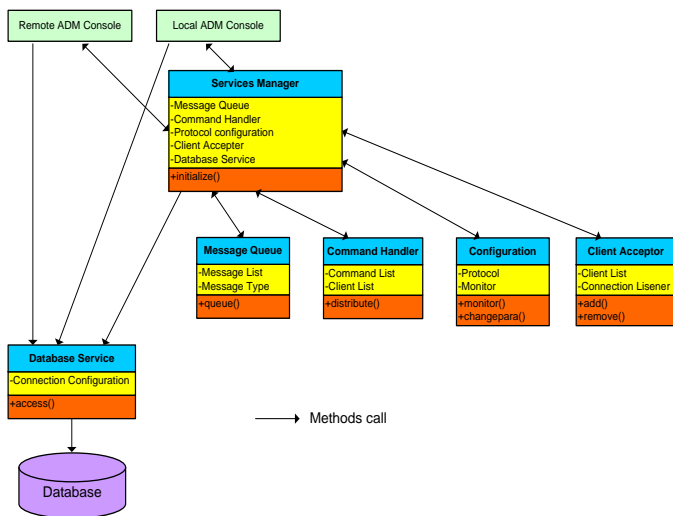 Remote ADM Console
Local ADM Console
Services Manager
-Message Queue
-Command Handler
-Protocol configuration
-Client Accepter
-Database Service
+initialize()
Message Queue
-Message List
-Message Type
+queue()
Command Handler
-Command List
-Client List
+distribute()
Configuration
-Protocol
-Monitor
+monitor()
+changepara()
Client Acceptor
-Client List
-Connection Lisener
+add()
+remove()
Database Service
-Connection Configuration
+access()
Methods call
Database